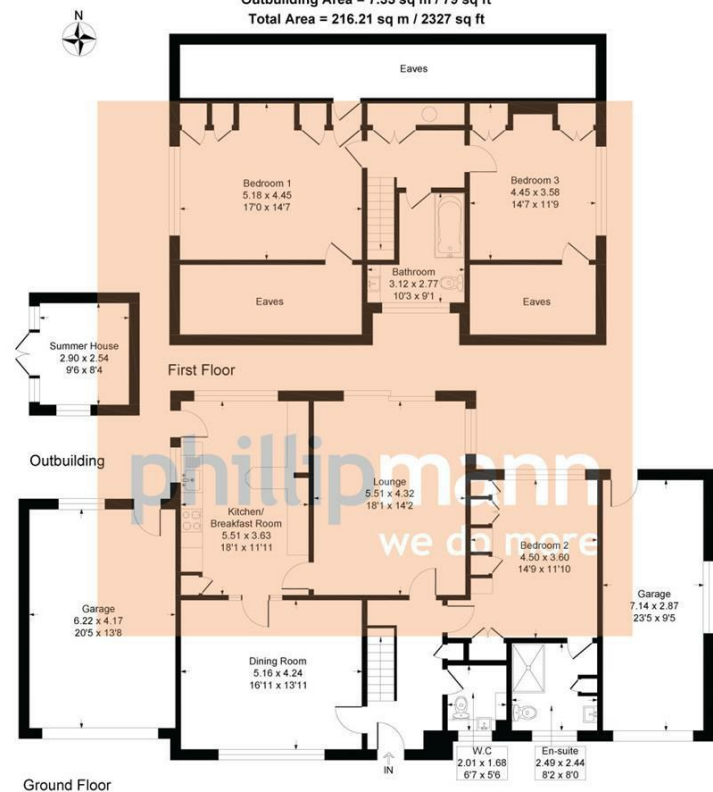 Outbuilding Area = 7.35 sq m / 79 sq ft
Total Area = 216.21 sq m / 2327 sq ft
N
Eaves
Bedroom 1
5.18 x 4.45
17'0 x 14'7
Bedroom 3
4.45 x 3.58
14'7 x 11'9
Bathroom
3.12 x 2.77
10'3 x 9'1
Eaves
Eaves
Summer House
2.90 x 2.54
9'6 x 8'4
First Floor
Outbuilding
phillipmann
we do more
Kitchen/
Breakfast Room
5.51 x 3.63
18'1 x 11'11
Lounge
5.51 x 4.32
18'1 x 14'2
Bedroom 2
4.50 x 3.60
14'9 x 11'10
Garage
6.22 x 4.17
20'5 x 13'8
Garage
7.14 x 2.87
23'5 x 9'5
Dining Room
5.16 x 4.24
16'11 x 13'11
IN
W.C
2.01 x 1.68
6'7 x 5'6
En-suite
2.49 x 2.44
8'2 x 8'0
Ground Floor